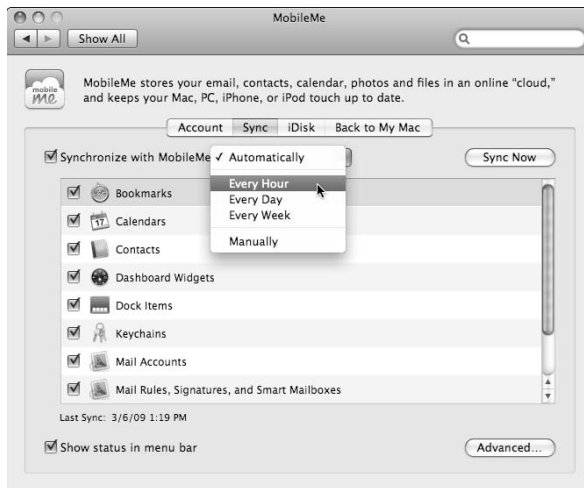 MobileMe
Show All
mobile
me
MobileMe stores your email, contacts, calendar, photos and files in an online “cloud,”
and keeps your Mac, PC, iPhone, or iPod touch up to date.
Account Sync iDisk Back to My Mac
Synchronize with MobileMe ✓ Automatically Sync Now
Every Hour
Every Day
Every Week
Manually
Bookmarks
17 Calendars
Contacts
Dashboard Widgets
Dock Items
Keychains
Mail Accounts
Mail Rules, Signatures, and Smart Mailboxes
Last Sync: 3/6/09 1:19 PM
Show status in menu bar Advanced...